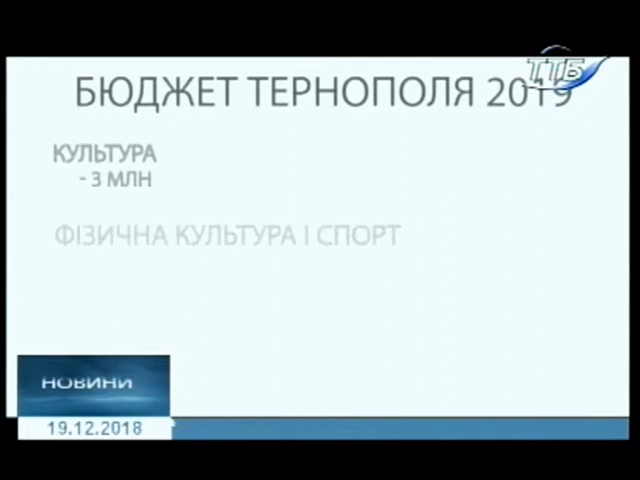 ТТБ
БЮДЖЕТ ТЕРНОПОЛЯ 2019
КУЛЬТУРА
- 3 МЛН
ФІЗИЧНА КУЛЬТУРА І СПОРТ
НОВИНИ
19.12.2018